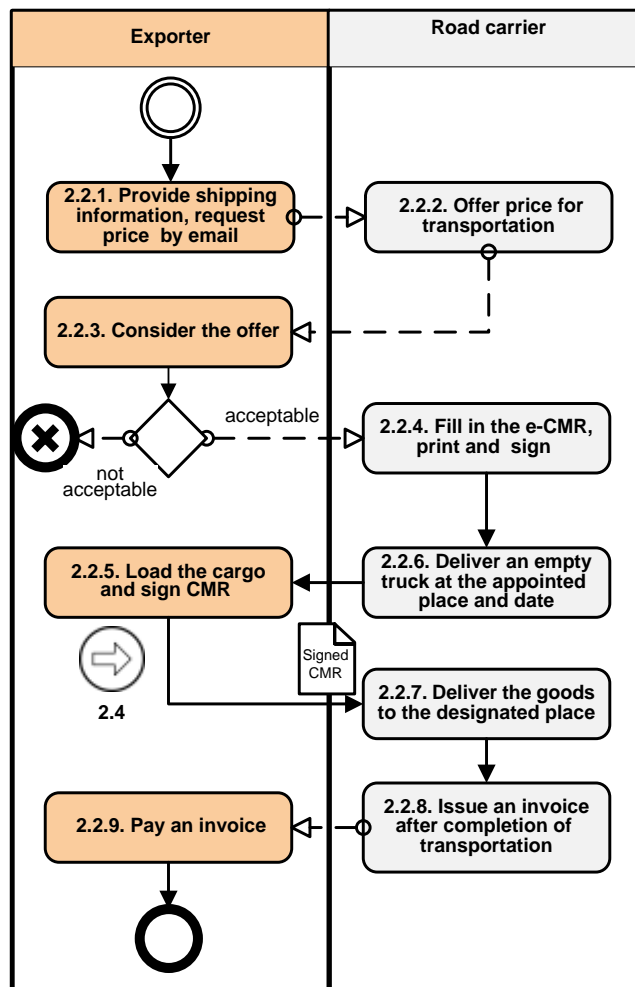 Exporter
Road carrier
2.2.1. Provide shipping
information, request
price by email
2.2.2. Offer price for
transportation
2.2.3. Consider the offer
acceptable
not
acceptable
2.2.4. Fill in the e-CMR,
print and sign
2.2.5. Load the cargo
and sign CMR
2.2.6. Deliver an empty
truck at the appointed
place and date
Signed
CMR
2.4
2.2.7. Deliver the goods
to the designated place
2.2.8. Issue an invoice
after completion of
transportation
2.2.9. Pay an invoice